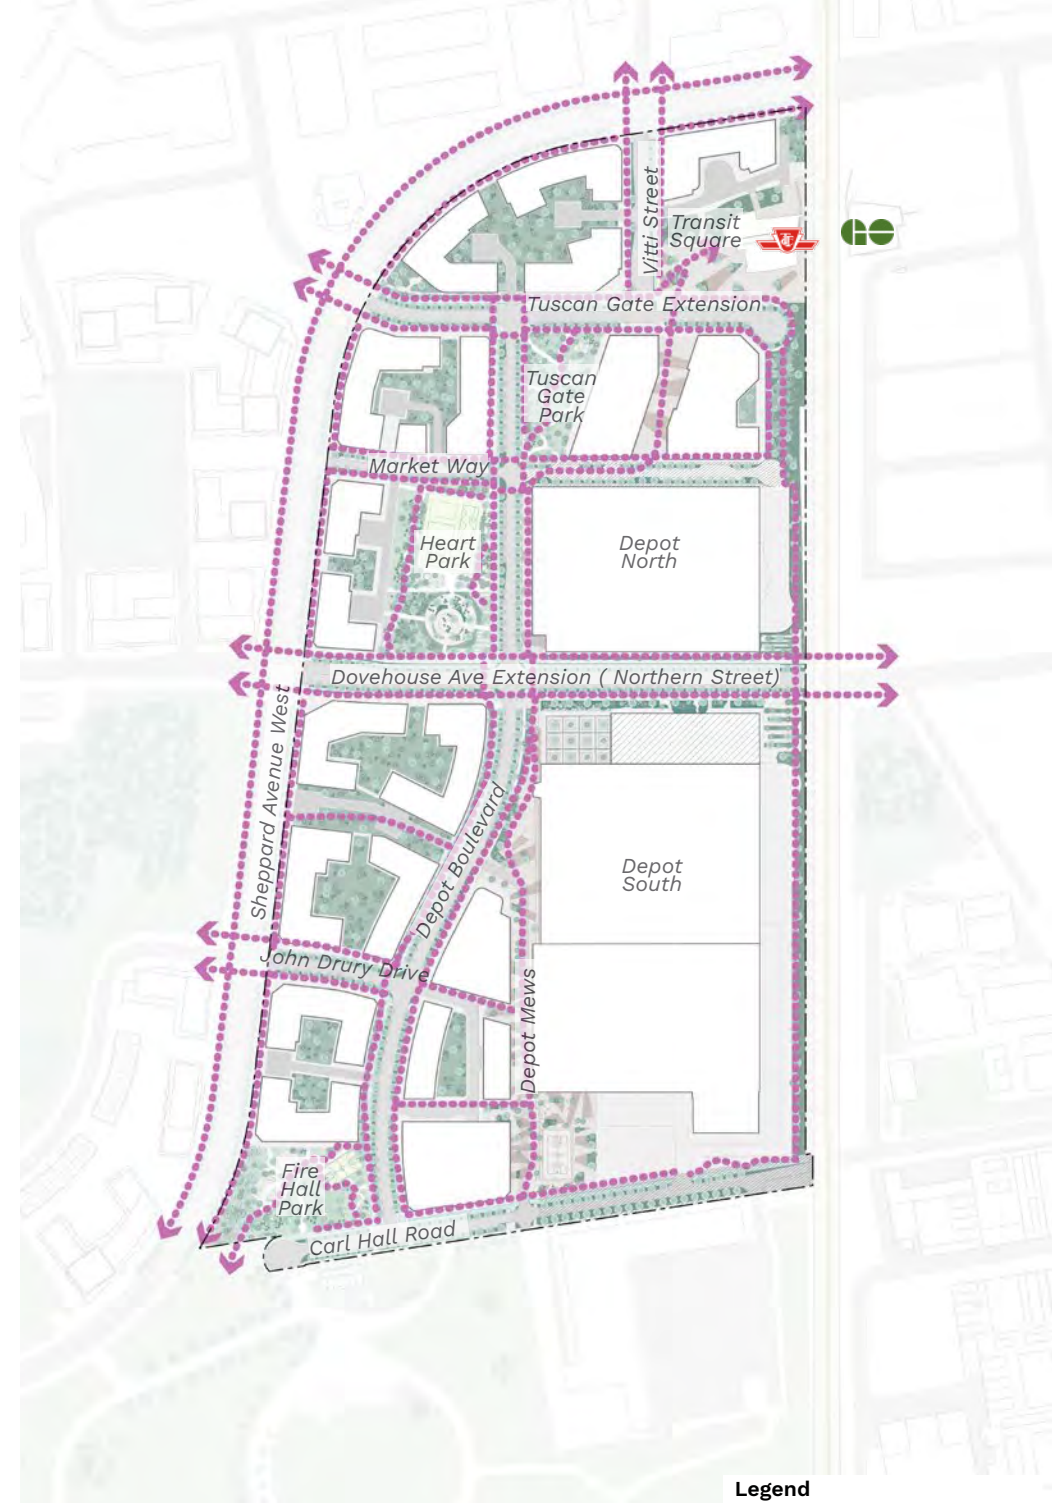 Vitti Street
Transit
Square
Tuscan Gate Extension
Tuscan
Gate
Park
Market Way
Heart
Park
Depot
North
Dovehouse Ave Extension ( Northern Street)
Sheppard Avenue West
Depot Boulevard
Depot
South
John Drury Drive
Depot Mews
Fire
Hall
Park
Carl Hall Road
Legend